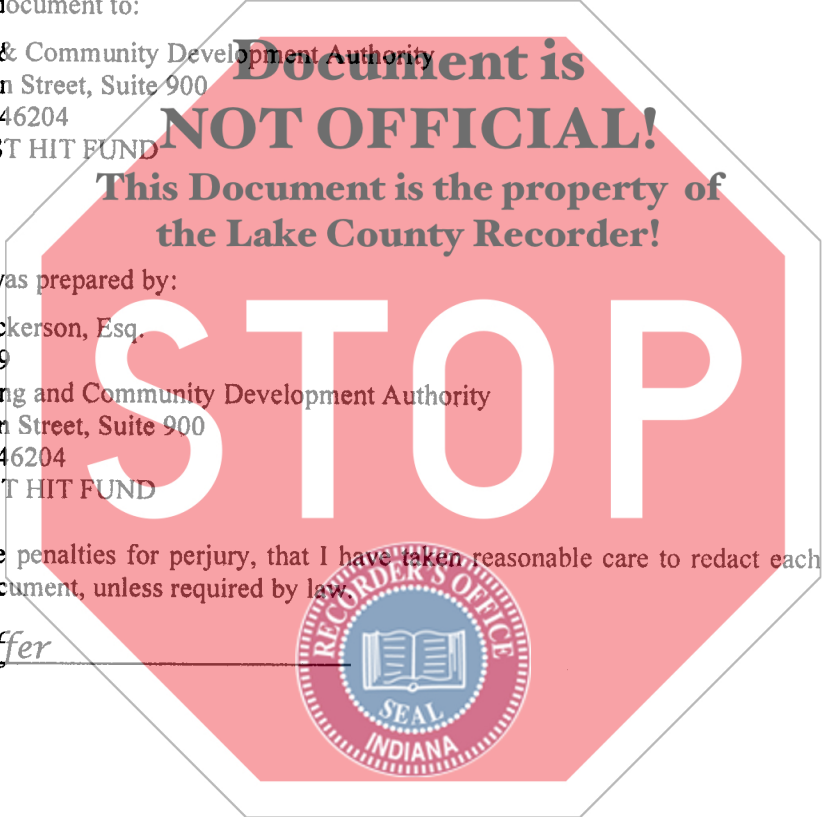 ocument to:
& Community Development Authority
n Street, Suite 900
46204
T HIT FUND
Document is
NOT OFFICIAL!
This Document is the property of
the Lake County Recorder!
as prepared by:
ckerson, Esq.
9
ng and Community Development Authority
n Street, Suite 900
46204
T HIT FUND
STOP
e penalties for perjury, that I have taken reasonable care to redact each
cument, unless required by law.
ffer
RECORDER'S OFFICE
SEAL
INDIANA